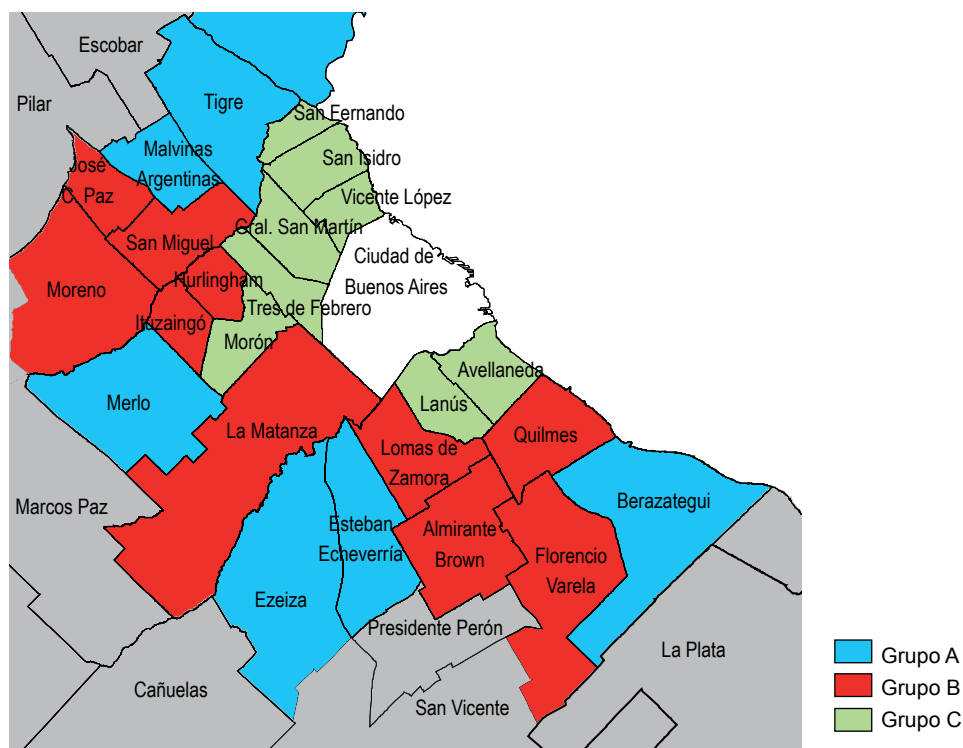 Escobar
Pilar
Tigre
San Fernando
Malvinas
Argentinas
San Isidro
José
C. Paz
Vicente López
Gral. San Martín
San Miguel
Ciudad de
Buenos Aires
Hurlingham
Moreno
Tres de Febrero
Ituzaingó
Morón
Avellaneda
Merlo
Lanús
La Matanza
Quilmes
Lomas de
Zamora
Marcos Paz
Berazategui
Esteban
Echeverría
Almirante
Brown
Florencio
Varela
Ezeiza
Presidente Perón
La Plata
Cañuelas
San Vicente
Grupo A
Grupo B
Grupo C